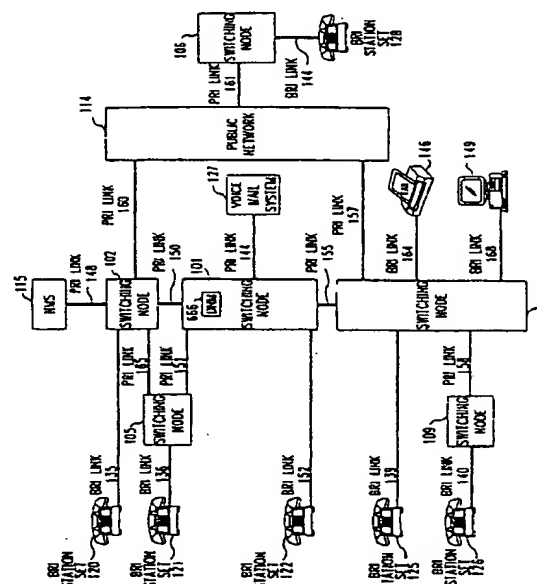 115
NMS
PRI LINK
148
102
SWITCHING
NODE
PRI LINK
160
114
PUBLIC
NETWORK
PRI LINK
161
106
SWITCHING
NODE
BRI LINK
144
BRI
STATION
SET 128
BRI
STATION
SET 120
BRI LINK
135
PRI LINK
165
PRI LINK
150
105
SWITCHING
NODE
PRI LINK
151
BRI
STATION
SET 121
BRI LINK
136
101
666
SWITCHING
NODE
PRI LINK
144
127
VOICE
MAIL
SYSTEM
BRI
STATION
SET 122
BRI LINK
152
PRI LINK
155
PRI LINK
157
SWITCHING
NODE
BRI LINK
164
146
BRI LINK
168
149
BRI
STATION
SET 125
BRI LINK
139
PRI LINK
158
109
SWITCHING
NODE
BRI
STATION
SET 126
BRI LINK
140